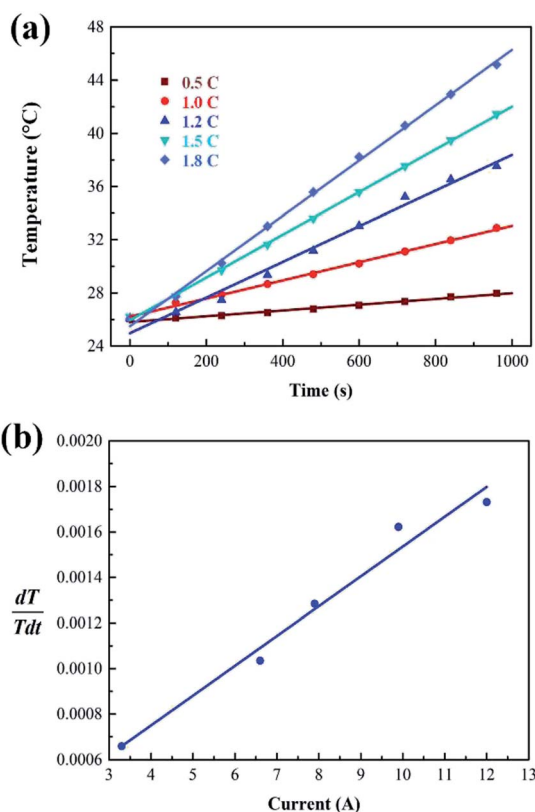 (a)
48
44
40
36
32
28
24
Temperature (°C)
0.5 C
1.0 C
1.2 C
1.5 C
1.8 C
0 200 400 600 800 1000
Time (s)
(b)
0.0020
0.0018
0.0016
0.0014
0.0012
0.0010
0.0008
0.0006
dT
Tdt
3 4 5 6 7 8 9 10 11 12 13
Current (A)